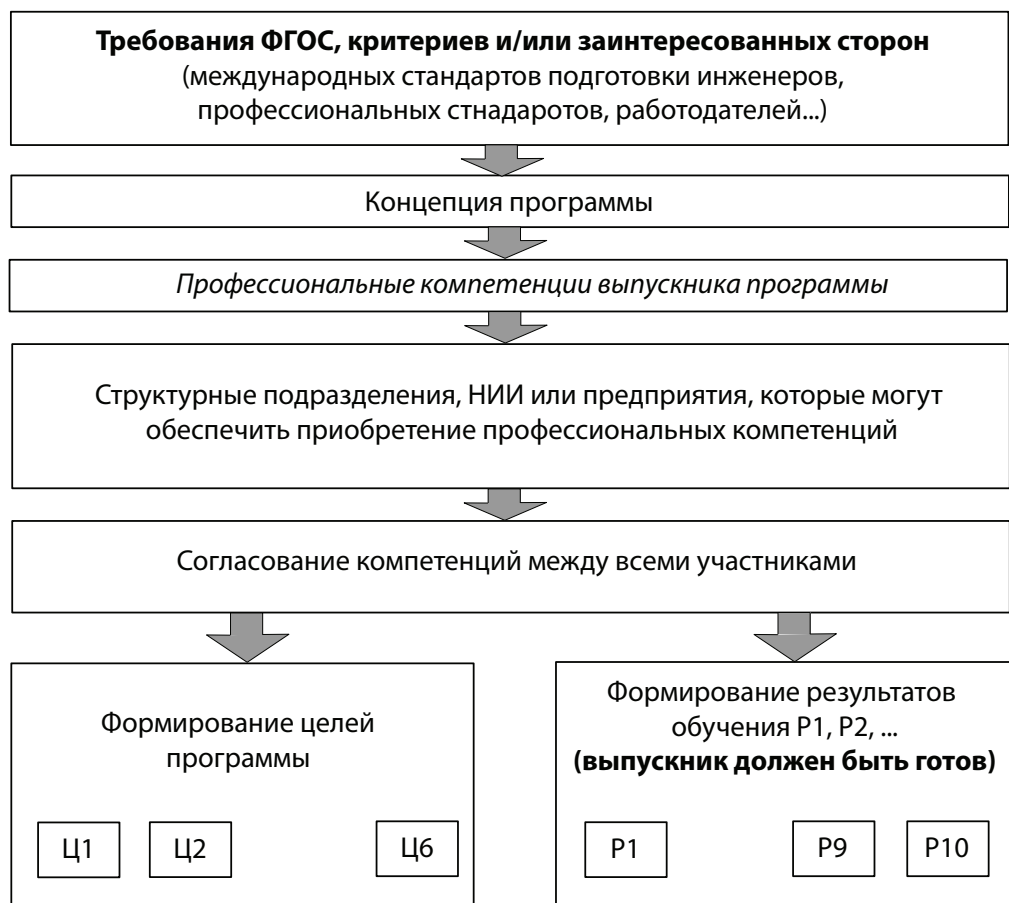 Требования ФГОС, критериев и/или заинтересованных сторон
(международных стандартов подготовки инженеров,
профессиональных стнадаротов, работодателей...)
Концепция программы
Профессиональные компетенции выпускника программы
Структурные подразделения, НИИ или предприятия, которые могут
обеспечить приобретение профессиональных компетенций
Согласование компетенций между всеми участниками
Формирование целей
программы
Ц1 Ц2 Ц6
Формирование результатов
обучения Р1, Р2, ...
(выпускник должен быть готов)
Р1 Р9 Р10